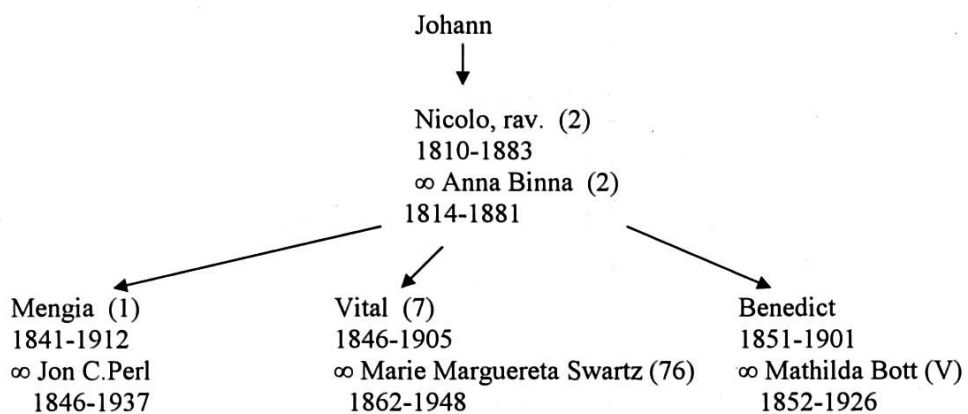 Johann
Nicolo, rav. (2)
1810-1883
∞ Anna Binna (2)
1814-1881
Mengia (1)
1841-1912
∞ Jon C.Perl
1846-1937
Vital (7)
1846-1905
∞ Marie Marguereta Swartz (76)
1862-1948
Benedict
1851-1901
∞ Mathilda Bott (V)
1852-1926